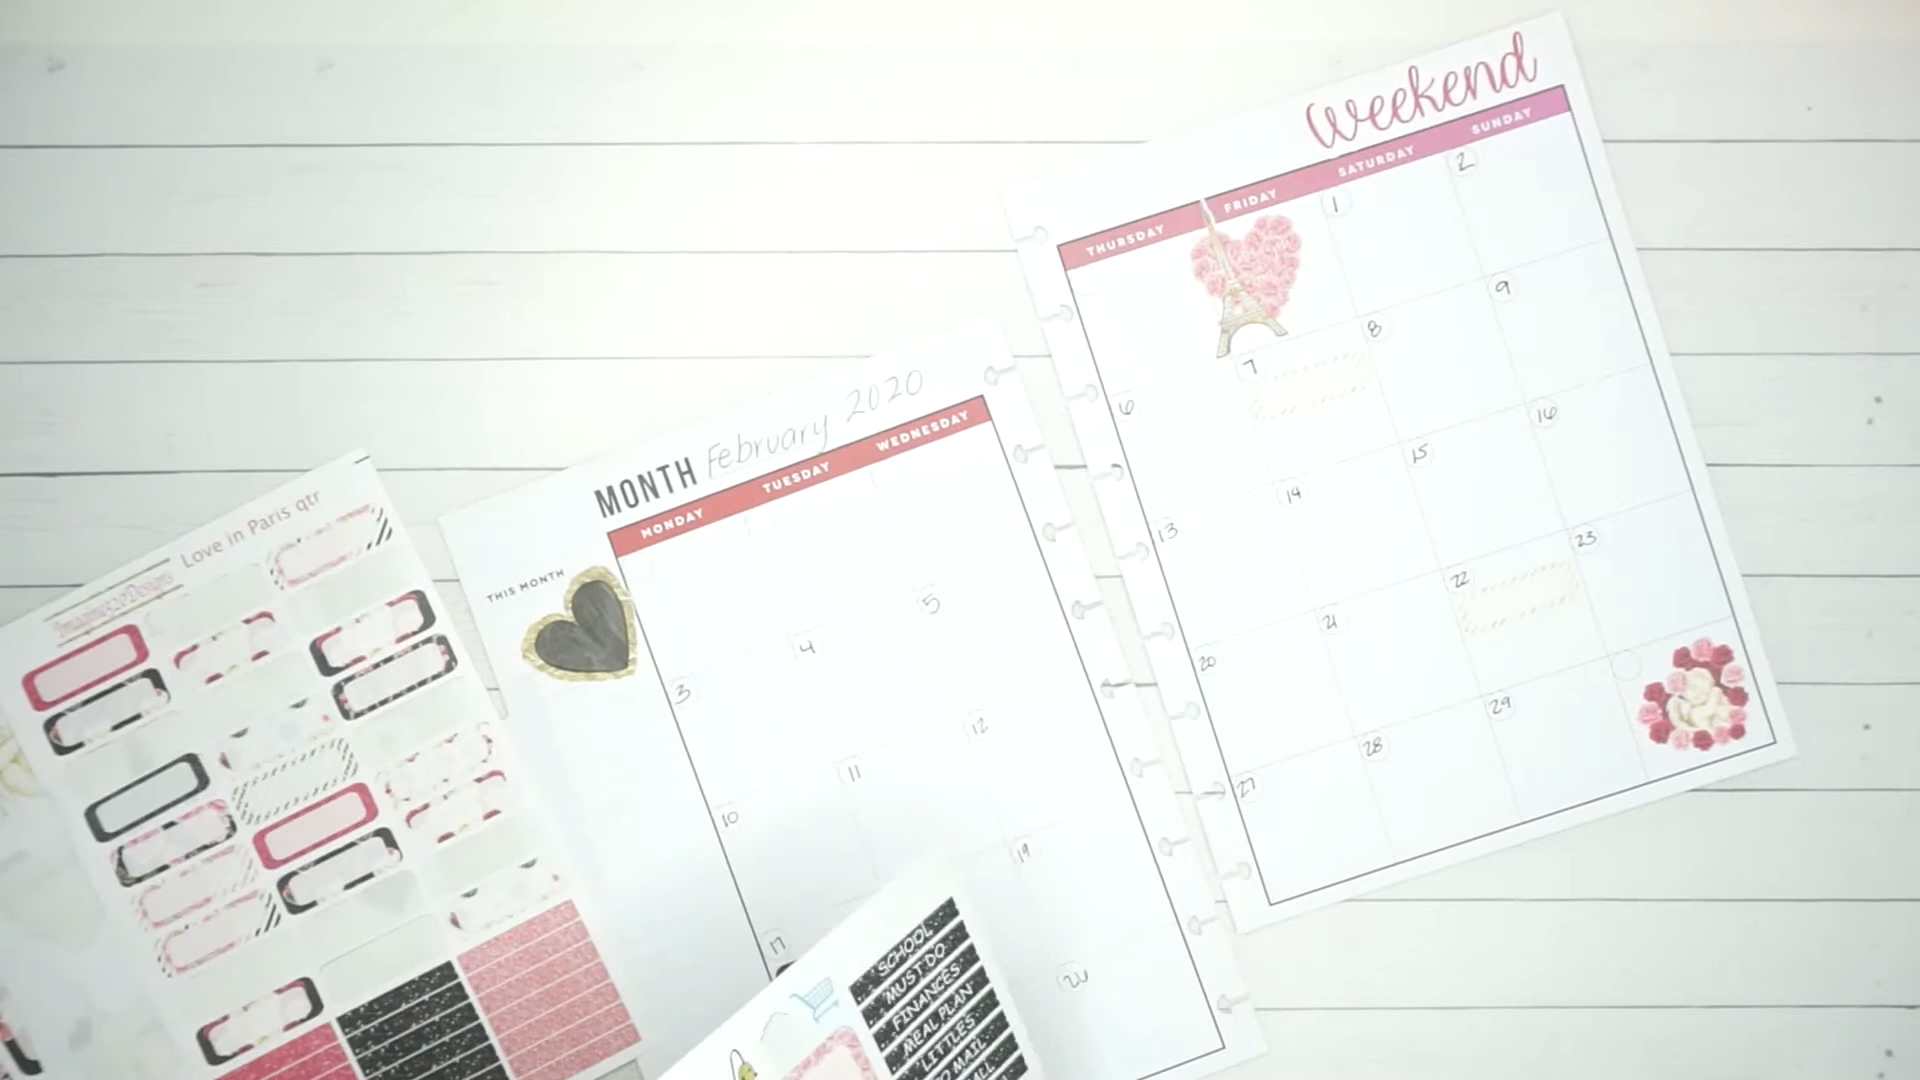 Weekend
THURSDAY FRIDAY SATURDAY SUNDAY
1 2
6 7 8 9
13 14 15 16
20 21 22 23
27 28 29
MONTH February 2020
MONDAY TUESDAY WEDNESDAY
THIS MONTH
3 4 5
10 11 12
17 19
Love in Paris qtr
Imagine320Designs
SCHOOL
MUST DO
FINANCES
MEAL PLAN
LITTLES
MAIL